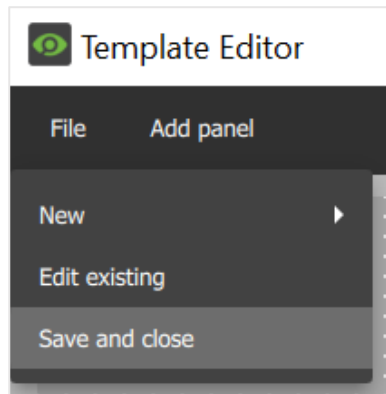 Template Editor
File Add panel
New
Edit existing
Save and close